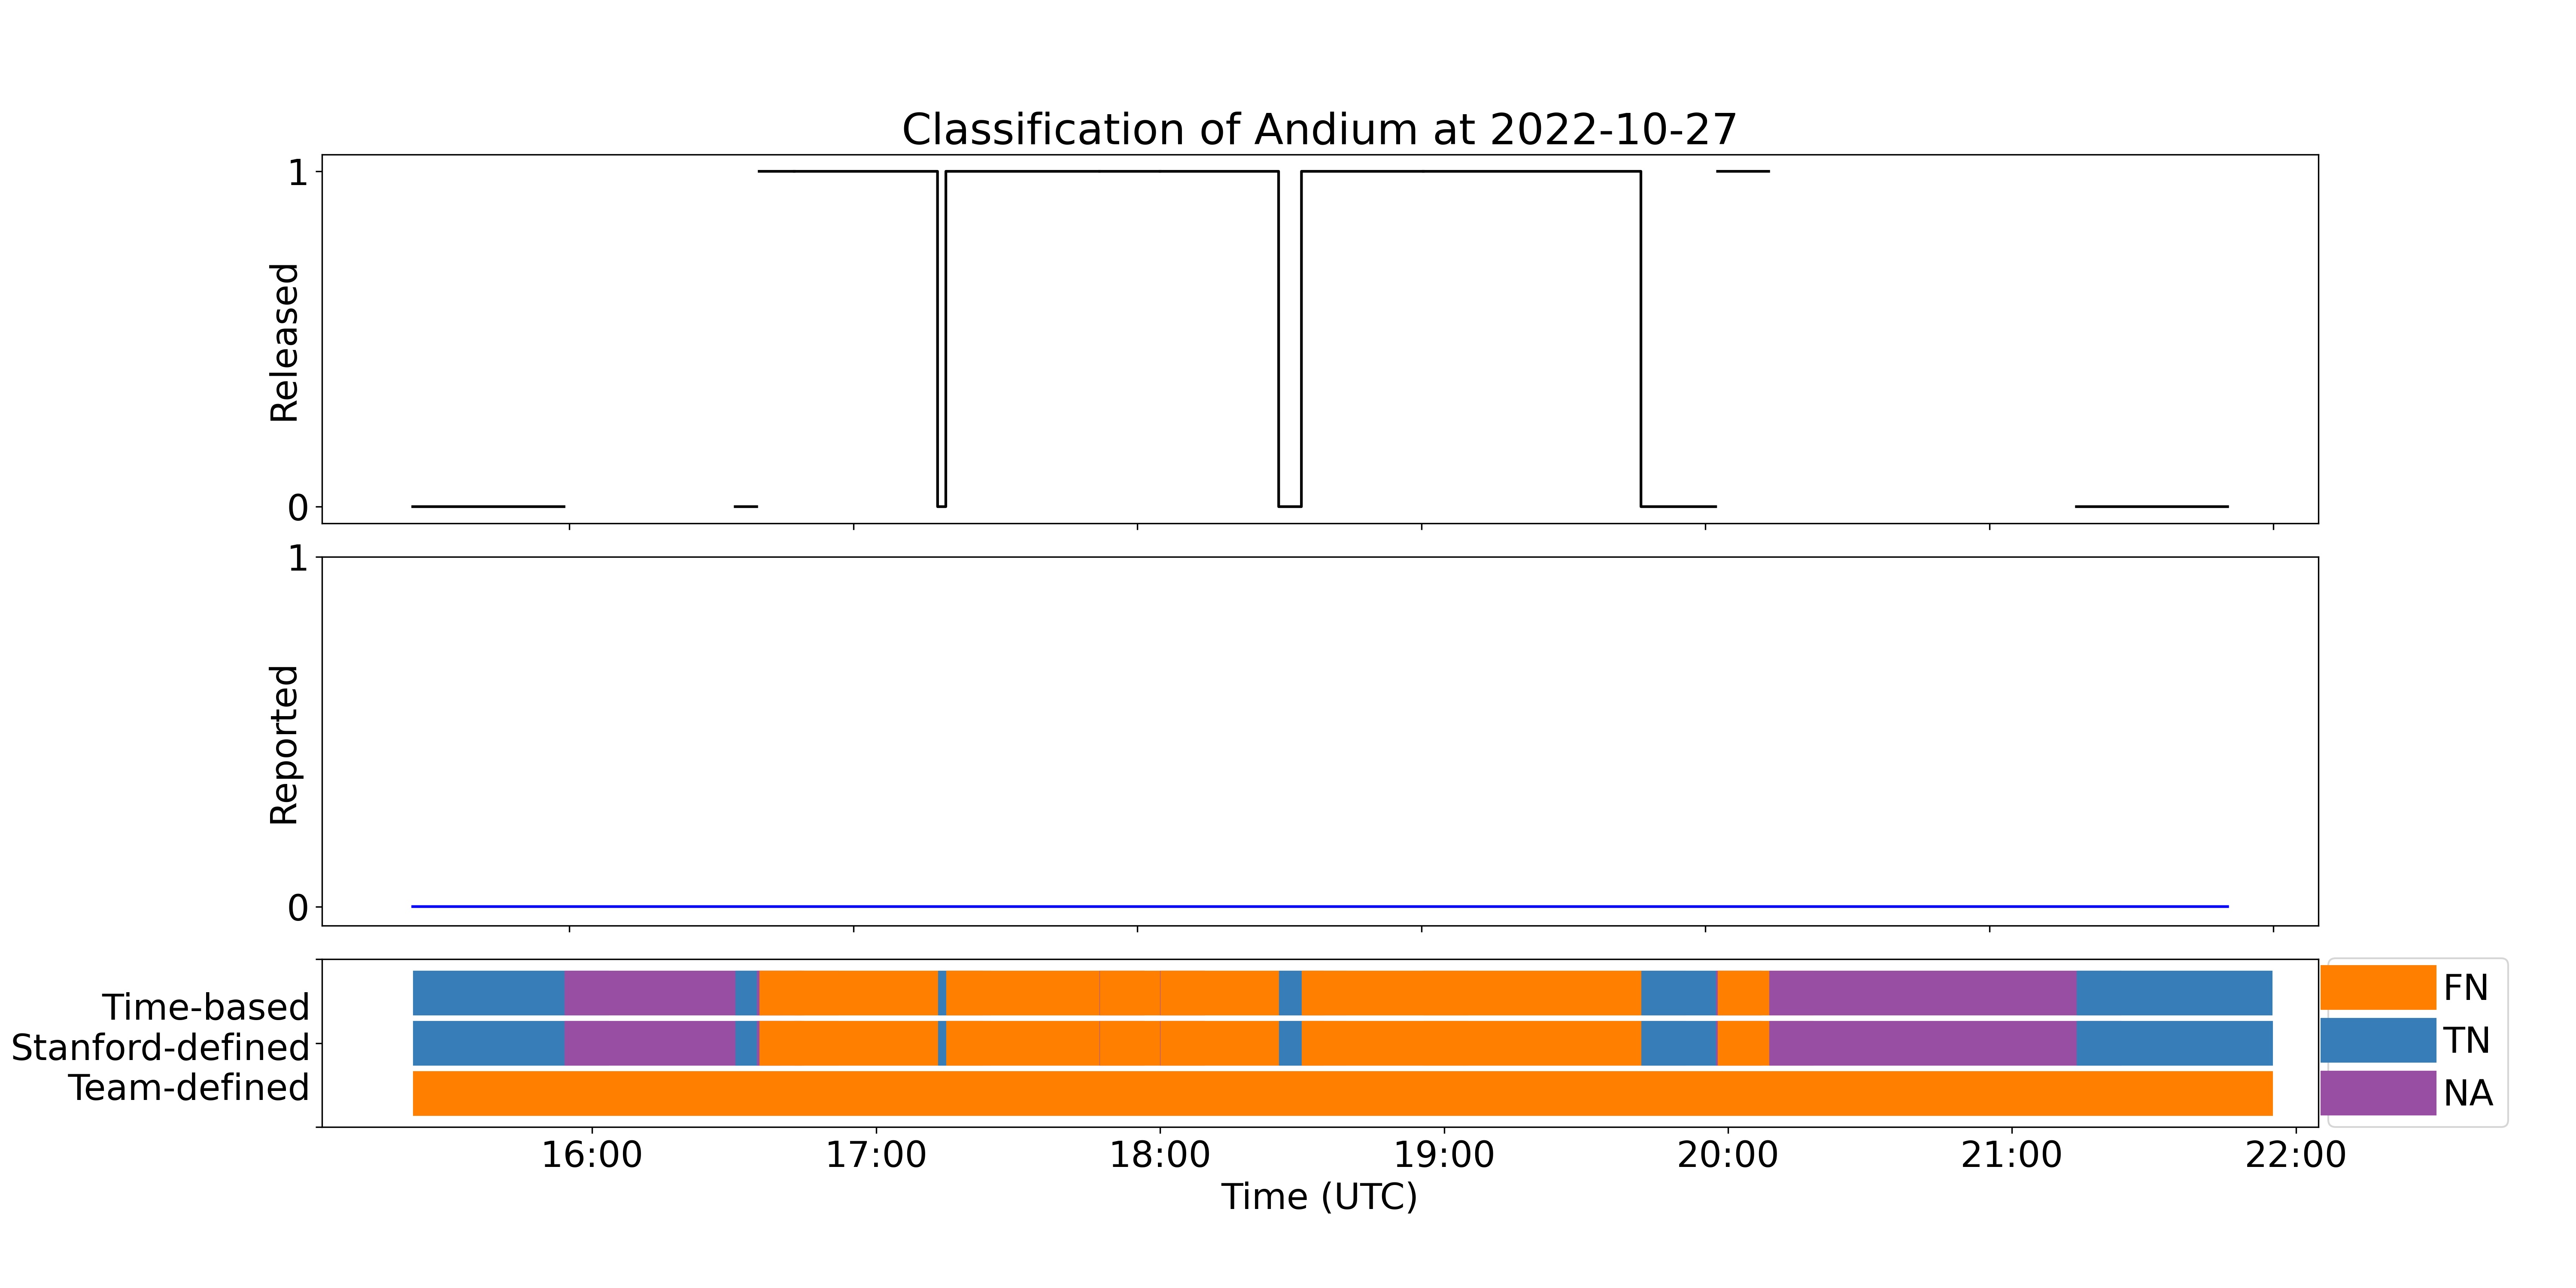 Classification of Andium at 2022-10-27
1
Released
0
1
Reported
0
Time-based
Stanford-defined
Team-defined
FN
TN
NA
16:00 17:00 18:00 19:00 20:00 21:00 22:00
Time (UTC)